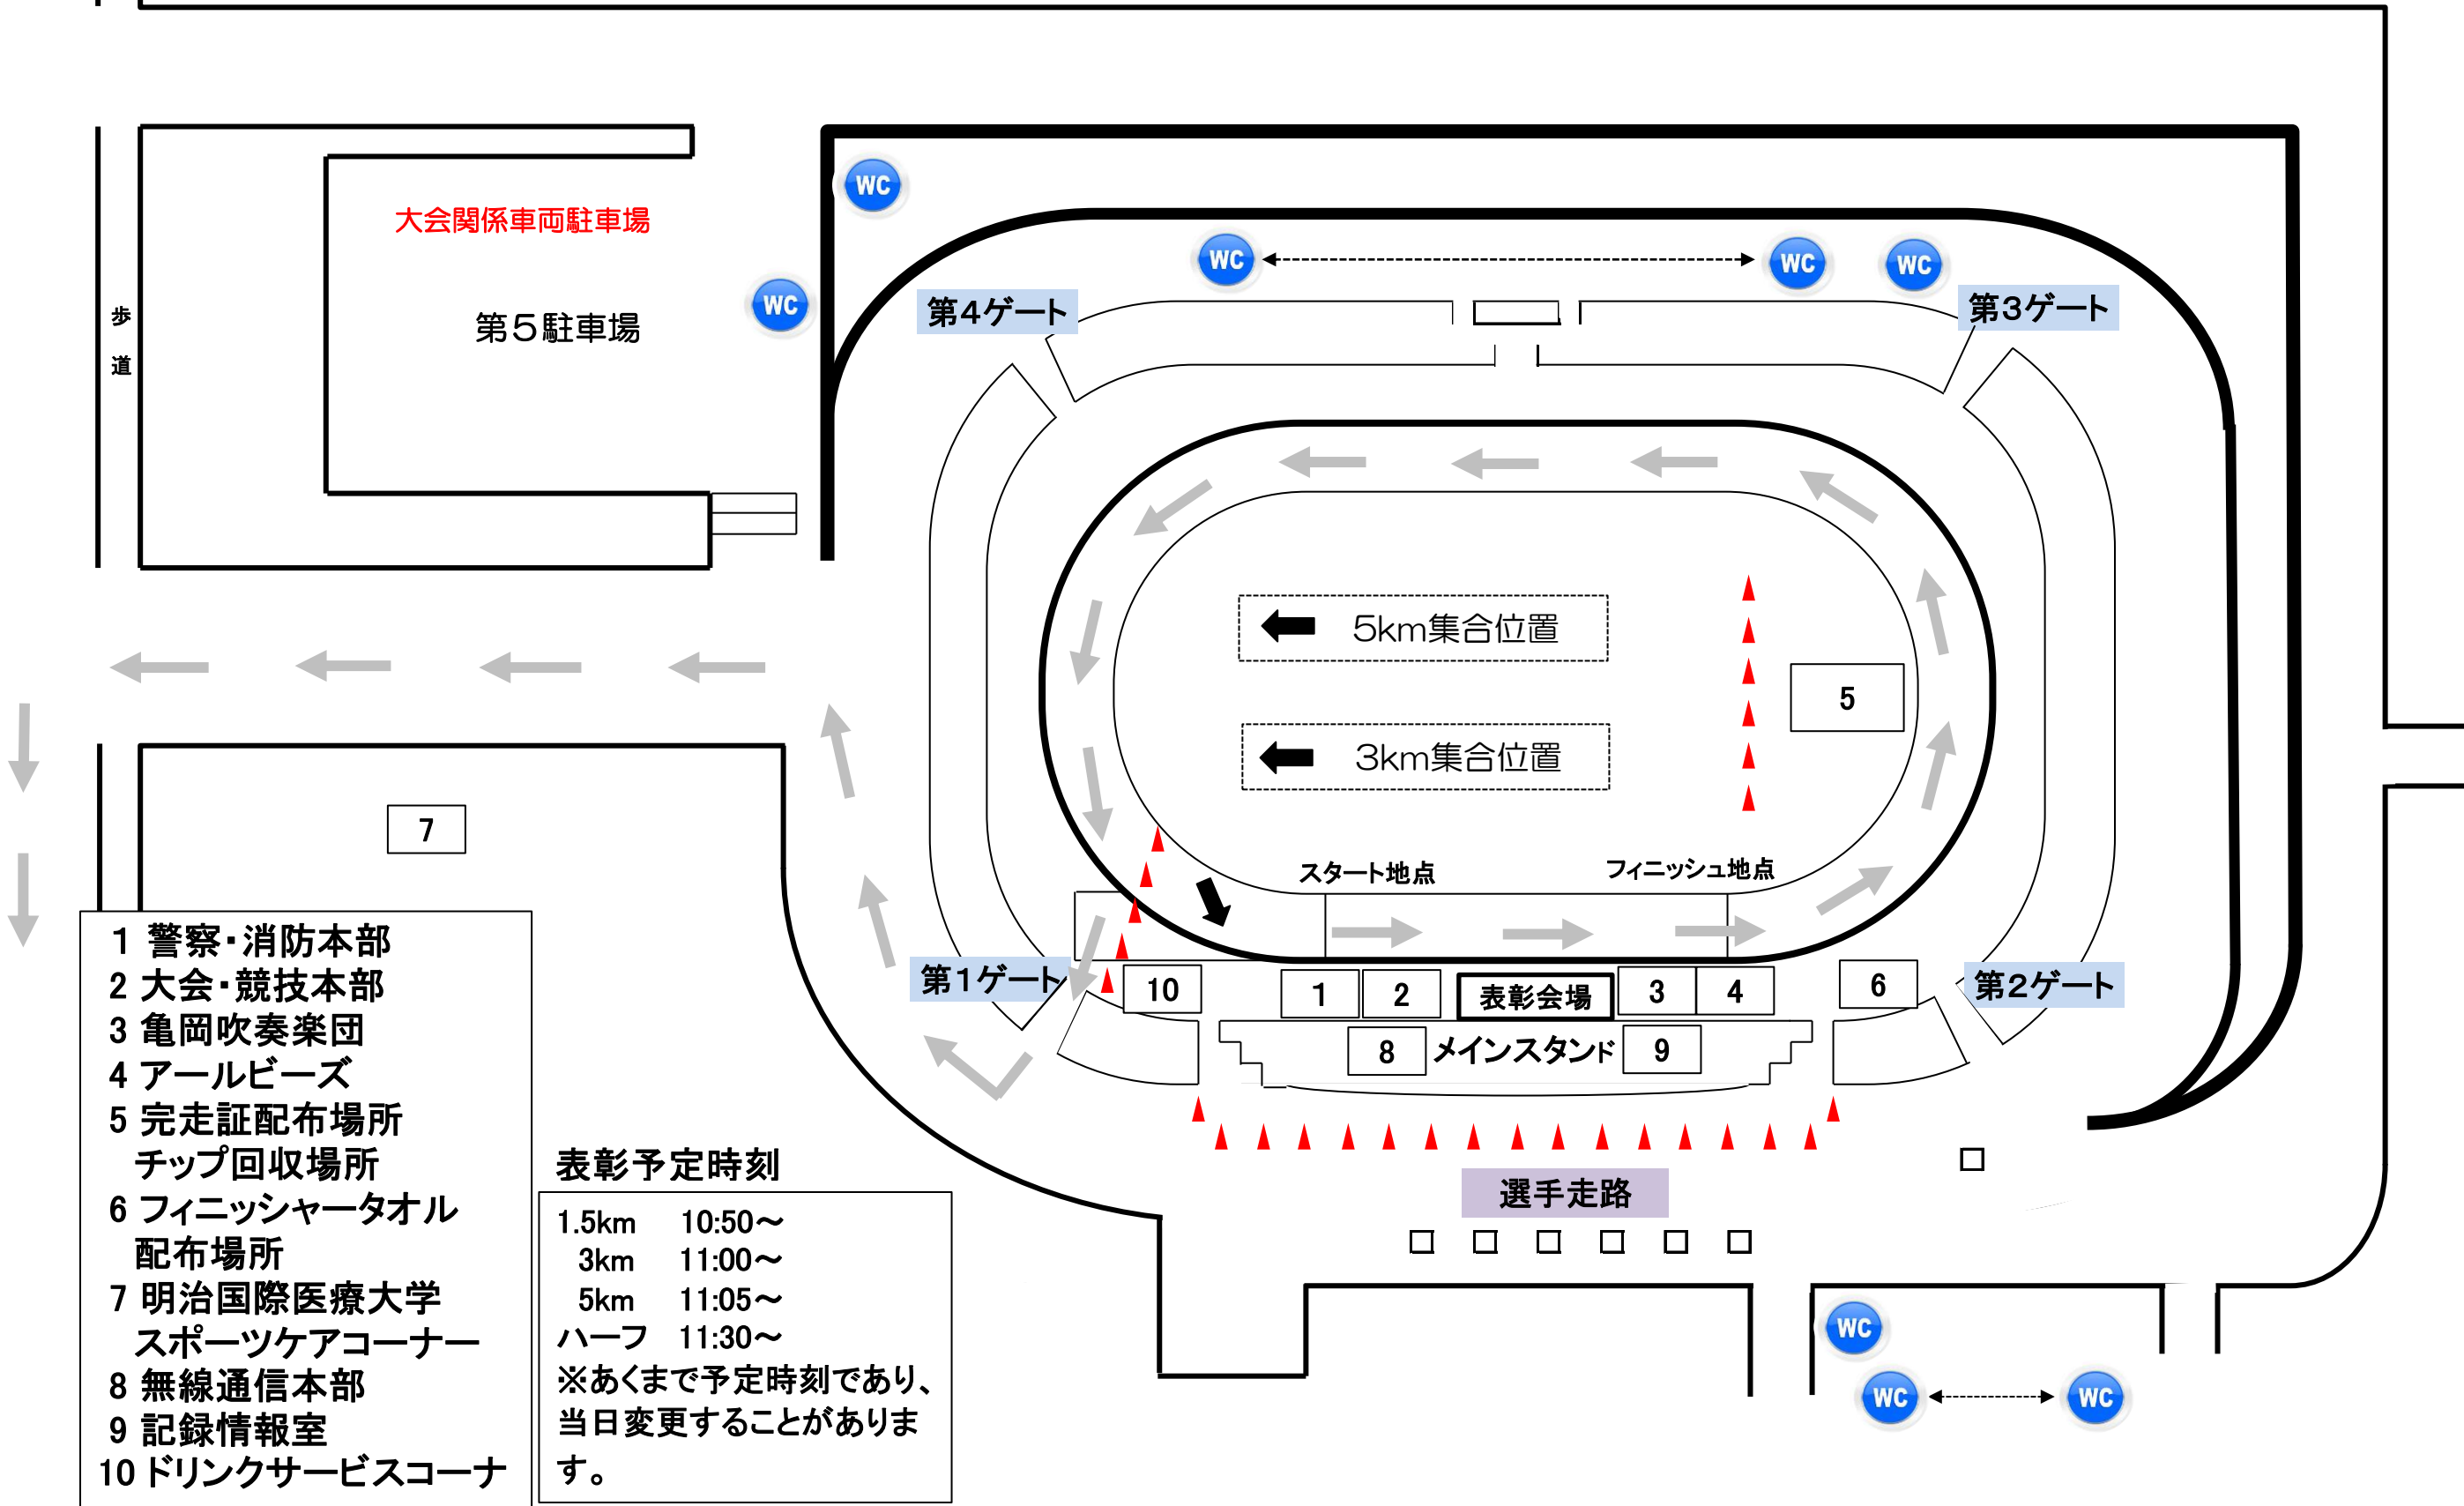 WC
大会関係車両駐車場
WC
WC
WC
第4ゲート
第3ゲート
WC
第5駐車場
歩
道
5km集合位置
5
3km集合位置
7
スタート地点
フィニッシュ地点
第1ゲート
10
1
2
表彰会場
3
4
6
第2ゲート
8
メインスタンド
9
選手走路
1 警察・消防本部
2 大会・競技本部
3 亀岡吹奏楽団
4 アールビーズ
5 完走証配布場所
チップ回収場所
6 フィニッシャータオル
配布場所
7 明治国際医療大学
スポーツケアコーナー
8 無線通信本部
9 記録情報室
10 ドリンクサービスコーナ
表彰予定時刻
1.5km 10:50～
3km 11:00～
5km 11:05～
ハーフ 11:30～
※あくまで予定時刻であり、
当日変更することがありま
す。
WC
WC
WC